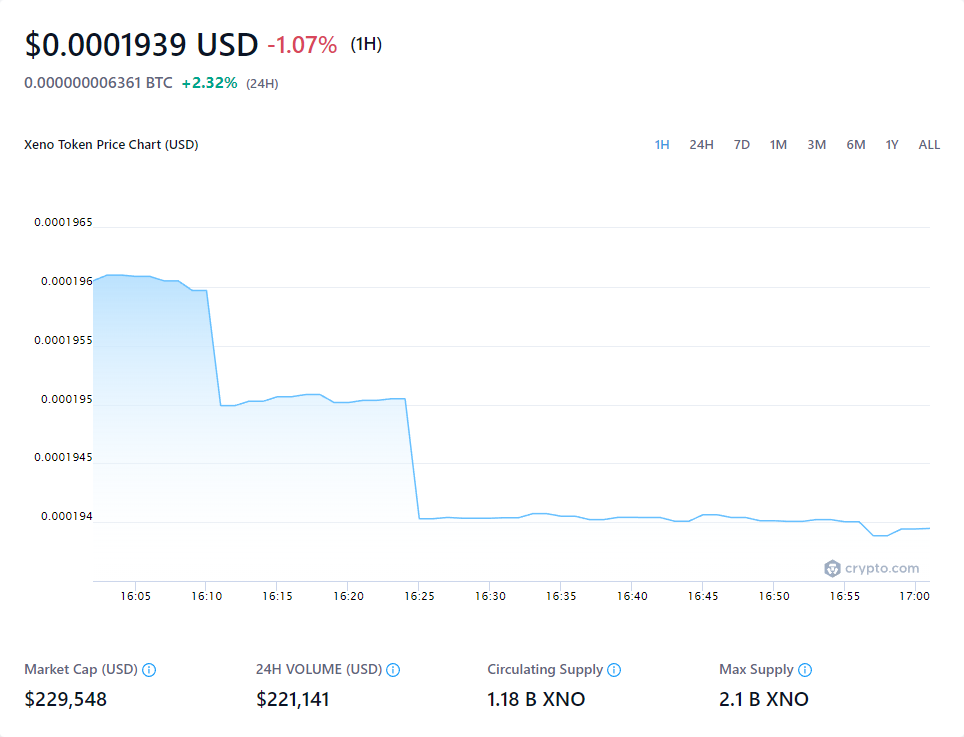 $0.0001939 USD -1.07% (1H)
0.000000006361 BTC +2.32% (24H)
Xeno Token Price Chart (USD)
1H 24H 7D 1M 3M 6M 1Y ALL
0.0001965
0.000196
0.0001955
0.000195
0.0001945
0.000194
crypto.com
16:05 16:10 16:15 16:20 16:25 16:30 16:35 16:40 16:45 16:50 16:55 17:00
Market Cap (USD) 24H VOLUME (USD) Circulating Supply Max Supply
$229,548 $221,141 1.18 B XNO 2.1 B XNO